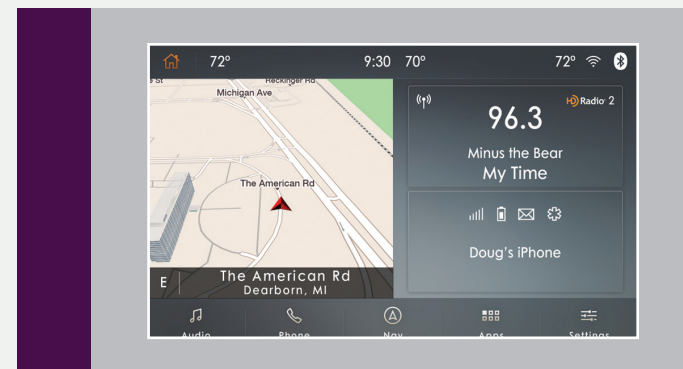 72° 9:30 70° 72°
St
Reckinger Rd
Michigan Ave
The American Rd
E The American Rd
Dearborn, MI
HD Radio 2
96.3
Minus the Bear
My Time
Doug's iPhone
Audio Phone Nav Apps Settings